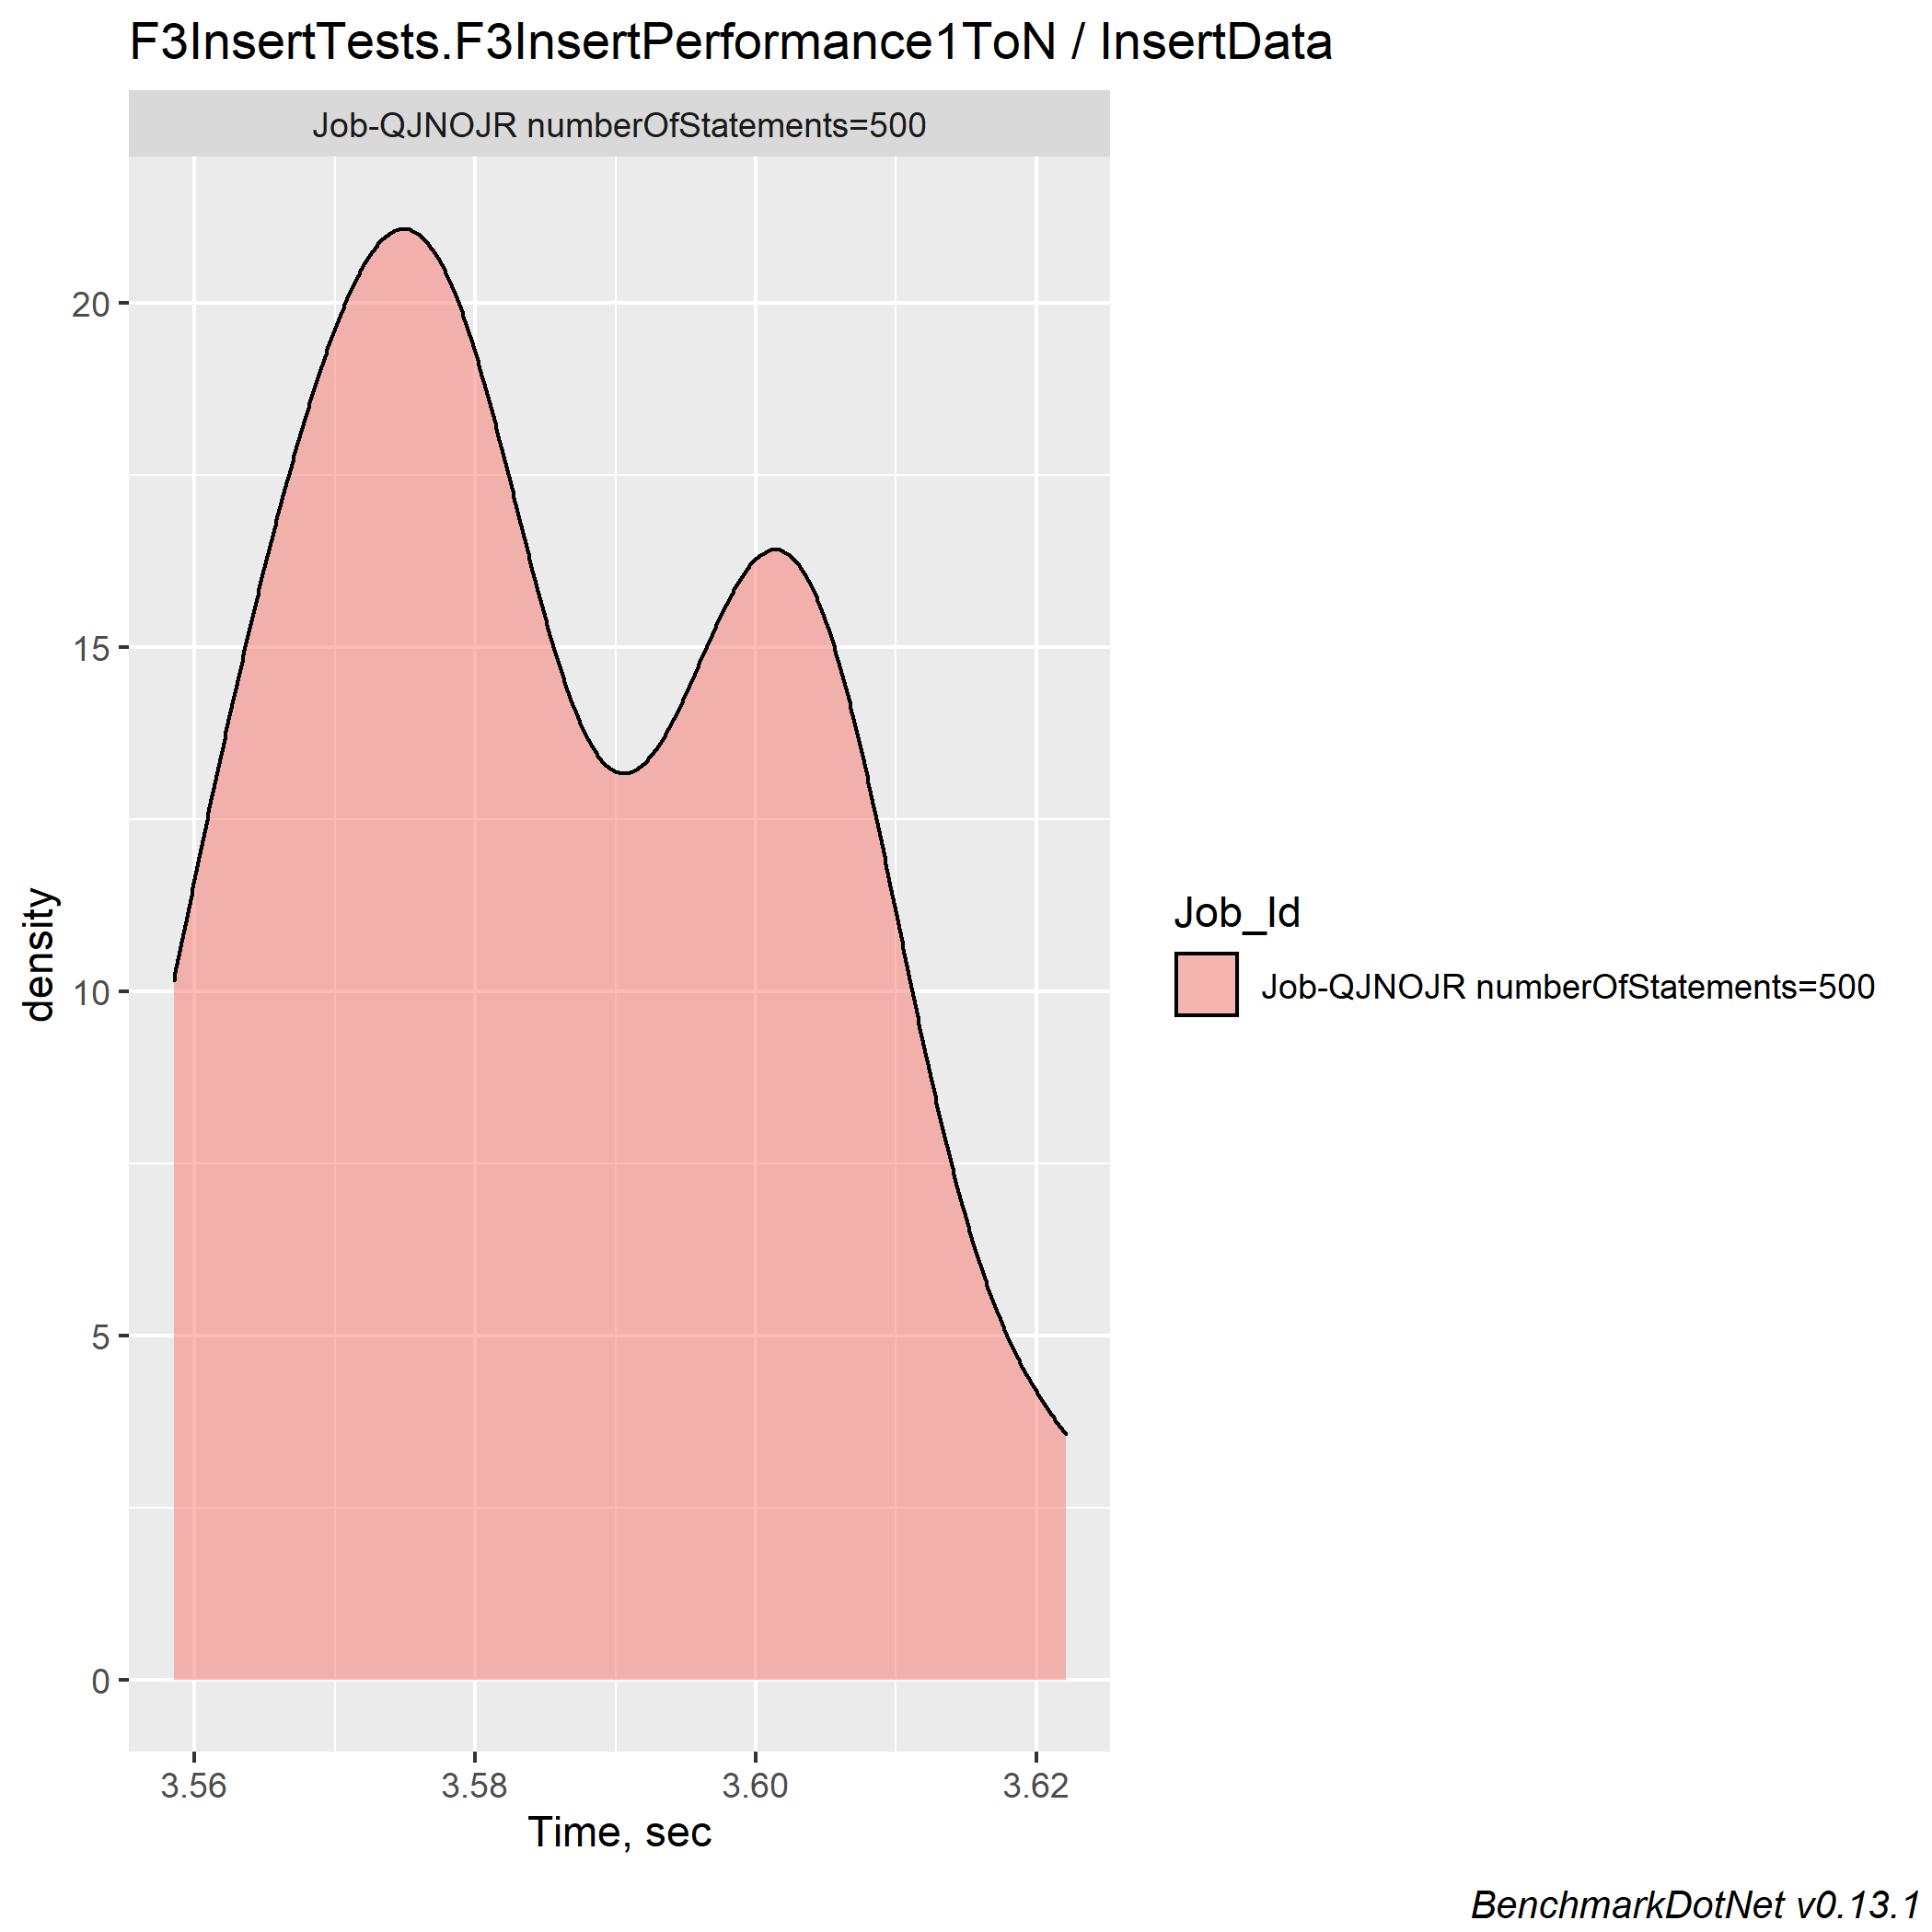 F3InsertTests.F3InsertPerformance1ToN / InsertData
Job-QJNOJR numberOfStatements=500
20
15
10
5
0
density
3.56 3.58 3.60 3.62
Time, sec
Job_Id
Job-QJNOJR numberOfStatements=500
BenchmarkDotNet v0.13.1